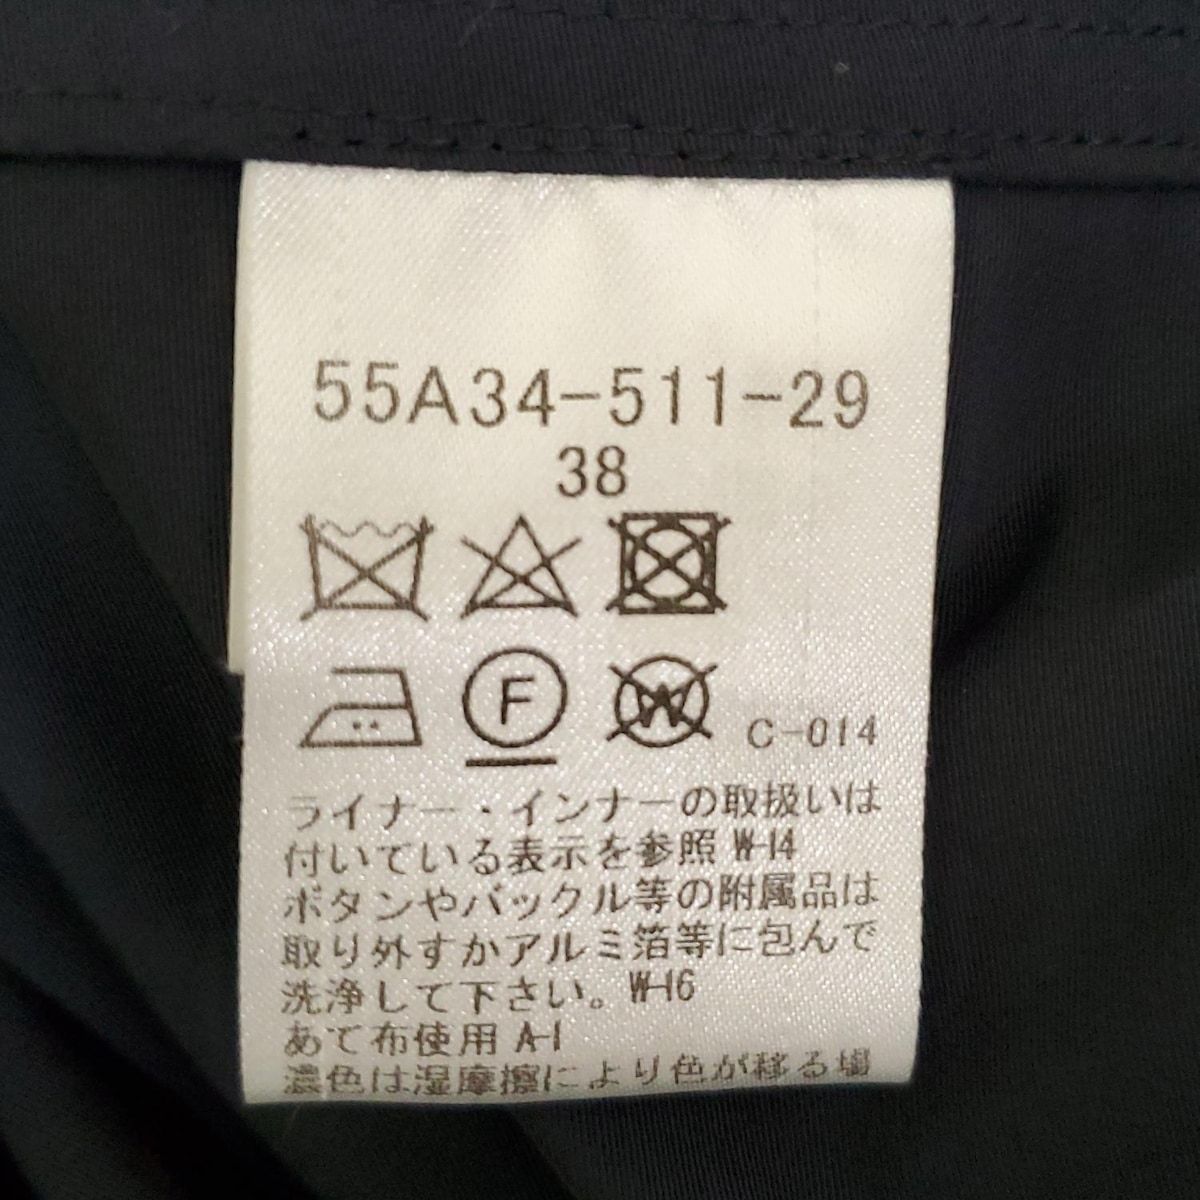 55A34-511-29
38
F
W C-014
ライナー・インナーの取扱いは
付いている表示を参照 W-14
ボタンやバックル等の附属品は
取り外すかアルミ箔等に包んで
洗浄して下さい。W-16
あて布使用 A-1
濃色は湿摩擦により色が移る場